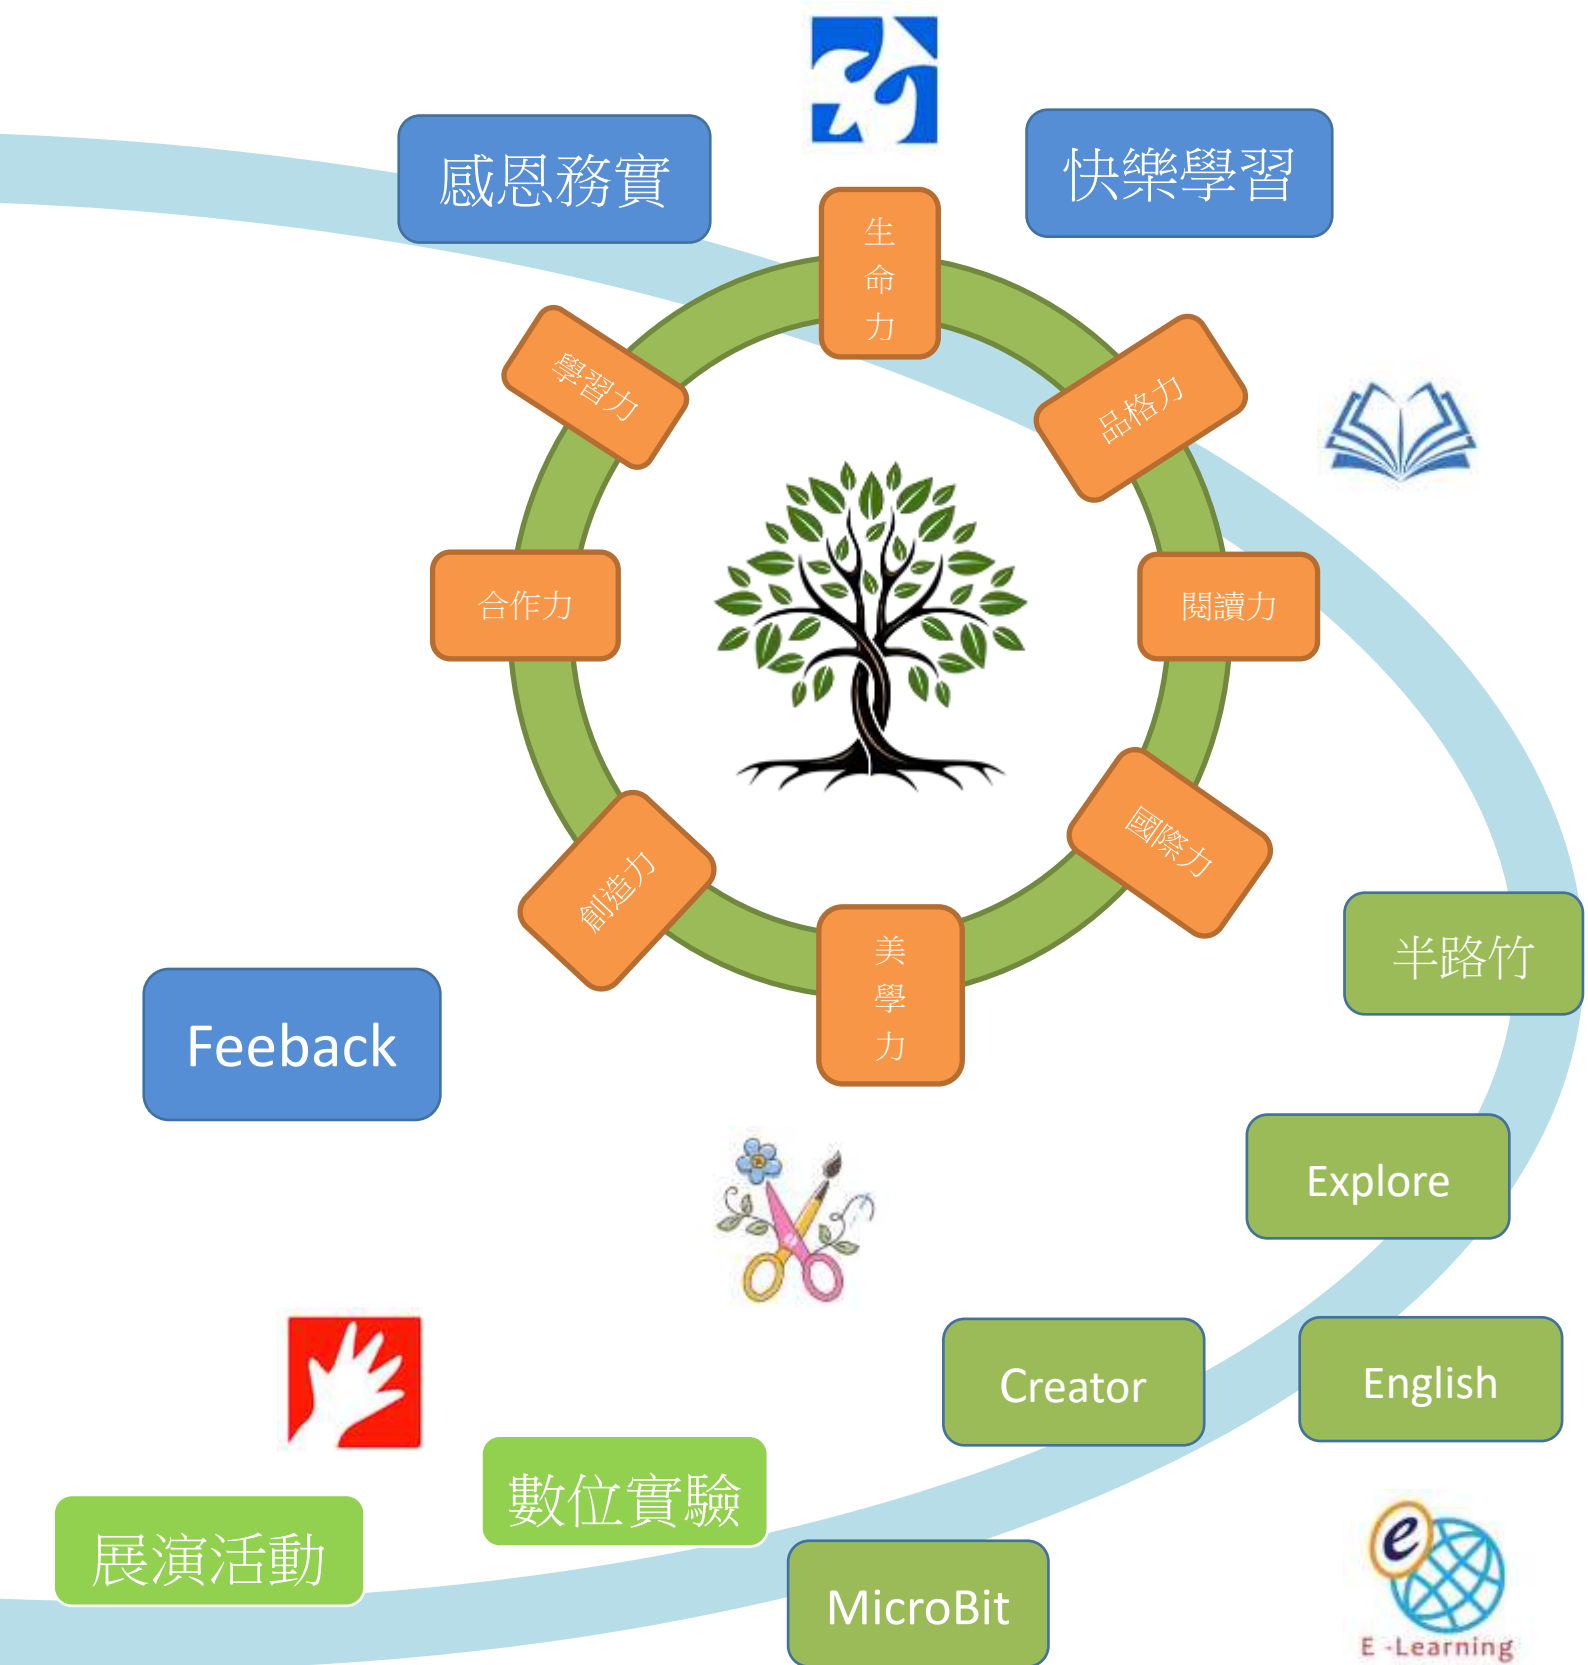 感恩務實
快樂學習
生
命
力
學習力
品格力
合作力
閱讀力
國際力
創造力
美
學
力
半路竹
Feeback
Explore
Creator
English
數位實驗
展演活動
MicroBit
e
E -Learning